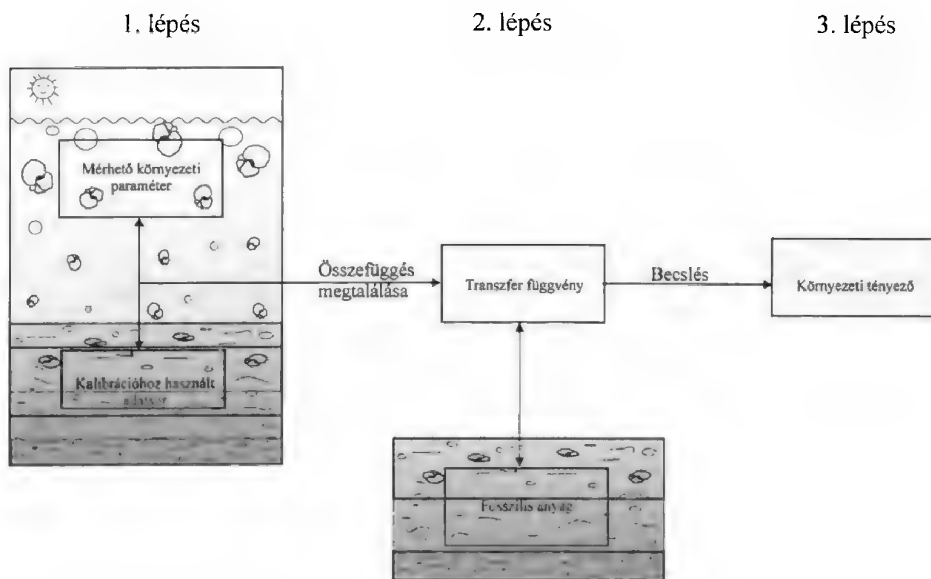 1. lépés
2. lépés
3. lépés
Mérhető környezeti
paraméter
Összefüggés
megtalálása
Transzfer függvény
Becslés
Környezeti tényező
Kalibrációhoz használt
Fosszilis anyag